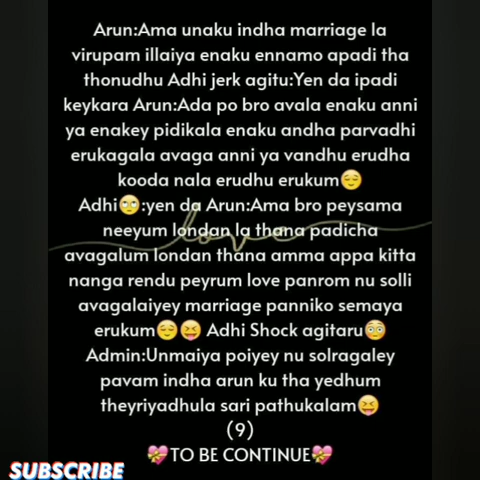 Arun:Ama unaku indha marriage la
virupam illaiya enaku ennamo apadi tha
thonudhu Adhi jerk agitu:Yen da ipadi
keykara Arun:Ada po bro avala enaku anni
ya enakey pidikala enaku andha parvadhi
erukagala avaga anni ya vandhu erudha
kooda nala erudhu erukum😌
Adhi🙄:yen da Arun:Ama bro peysama
neeyum londan la thana padicha
avagalum londan thana amma appa kitta
nanga rendu peyrum love panrom nu solli
avagalaiyey marriage panniko semaya
erukum😌😝 Adhi Shock agitaru😳
Admin:Unmaiya poiyey nu solragaley
pavam indha arun ku tha yedhum
theyriyadhula sari pathukalam😝
(9)
💝TO BE CONTINUE💝
love
SUBSCRIBE